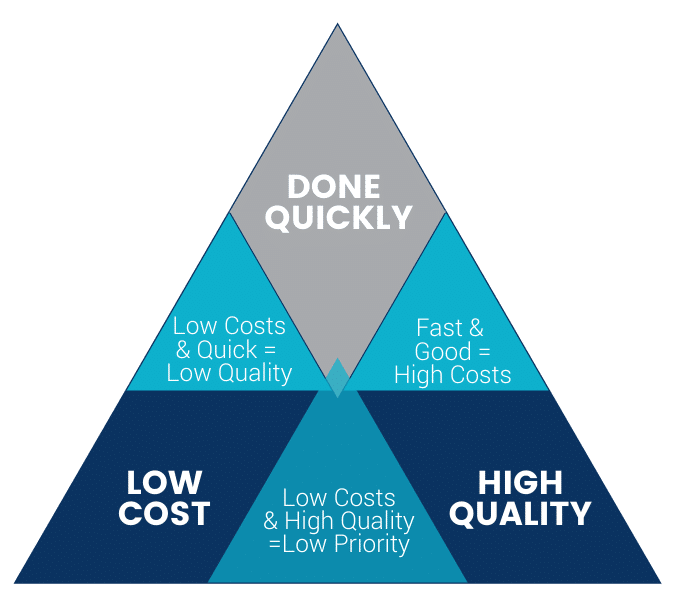 DONE
QUICKLY
Low Costs
& Quick =
Low Quality
Fast &
Good =
High Costs
LOW
COST
Low Costs
& High Quality
=Low Priority
HIGH
QUALITY